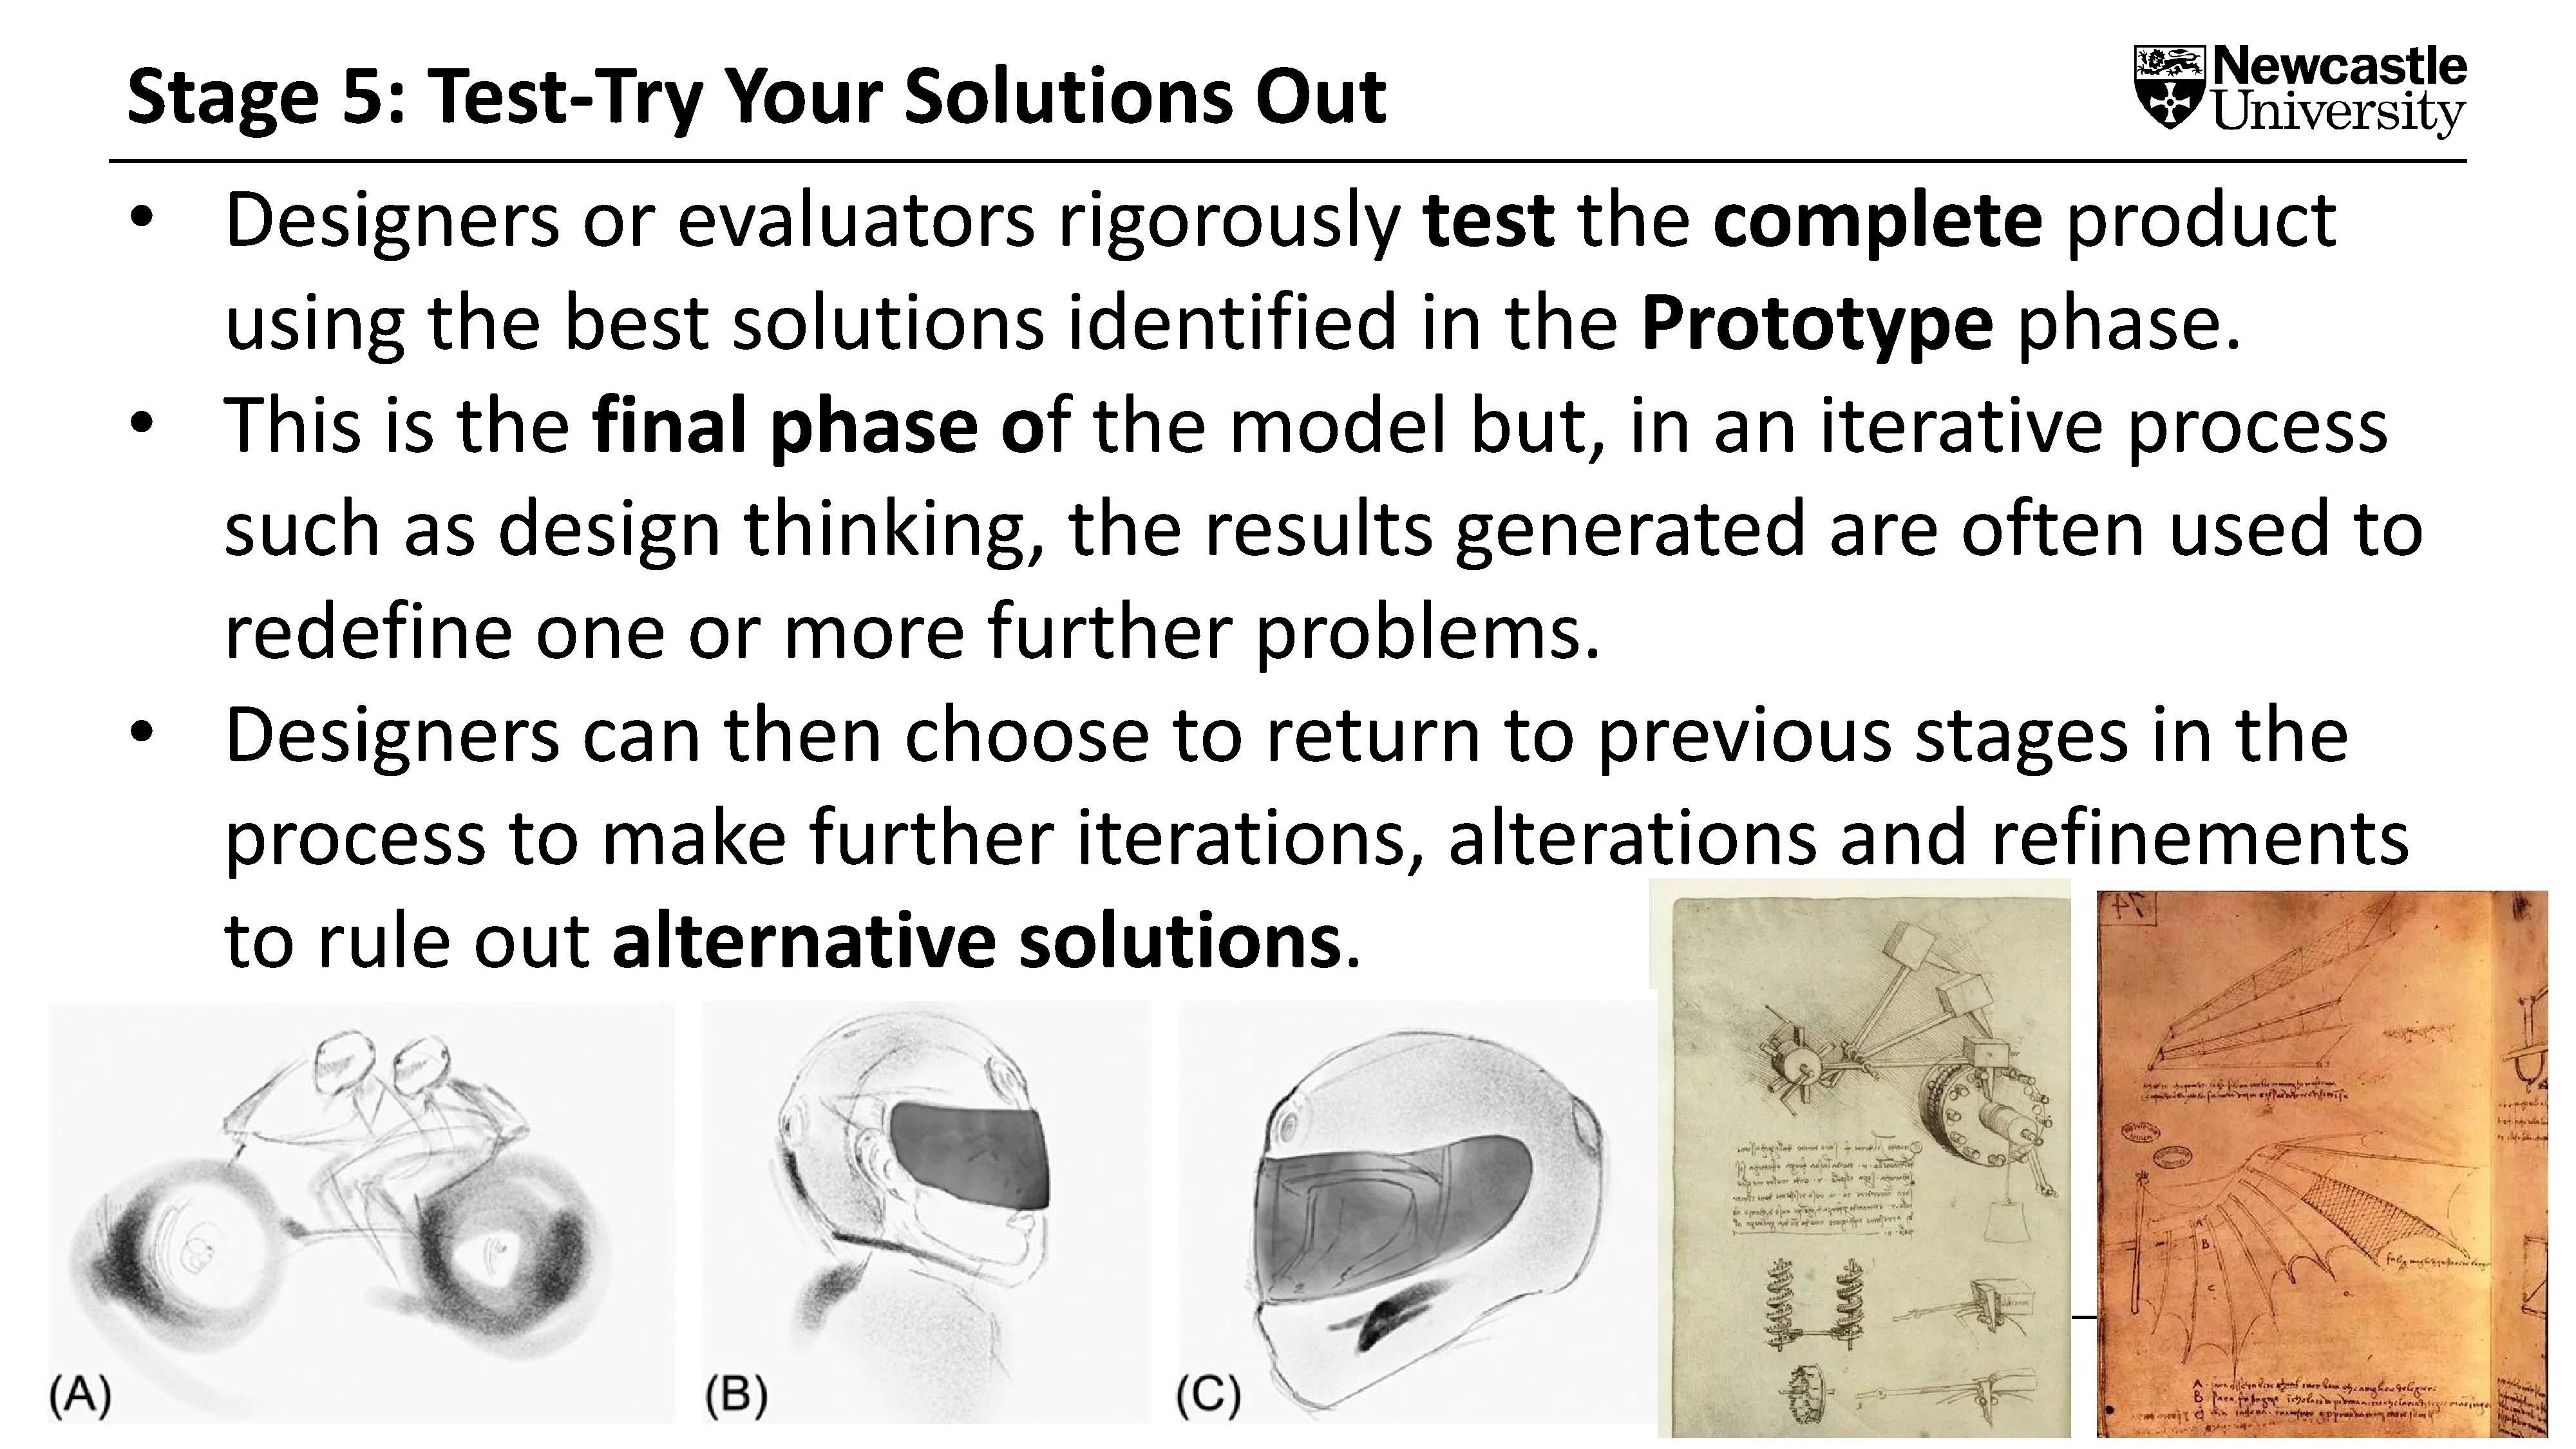 Stage 5: Test-Try Your Solutions Out
Newcastle
University
• Designers or evaluators rigorously test the complete product
using the best solutions identified in the Prototype phase.
• This is the final phase of the model but, in an iterative process
such as design thinking, the results generated are often used to
redefine one or more further problems.
• Designers can then choose to return to previous stages in the
process to make further iterations, alterations and refinements
to rule out alternative solutions.
(A)
(B)
(C)